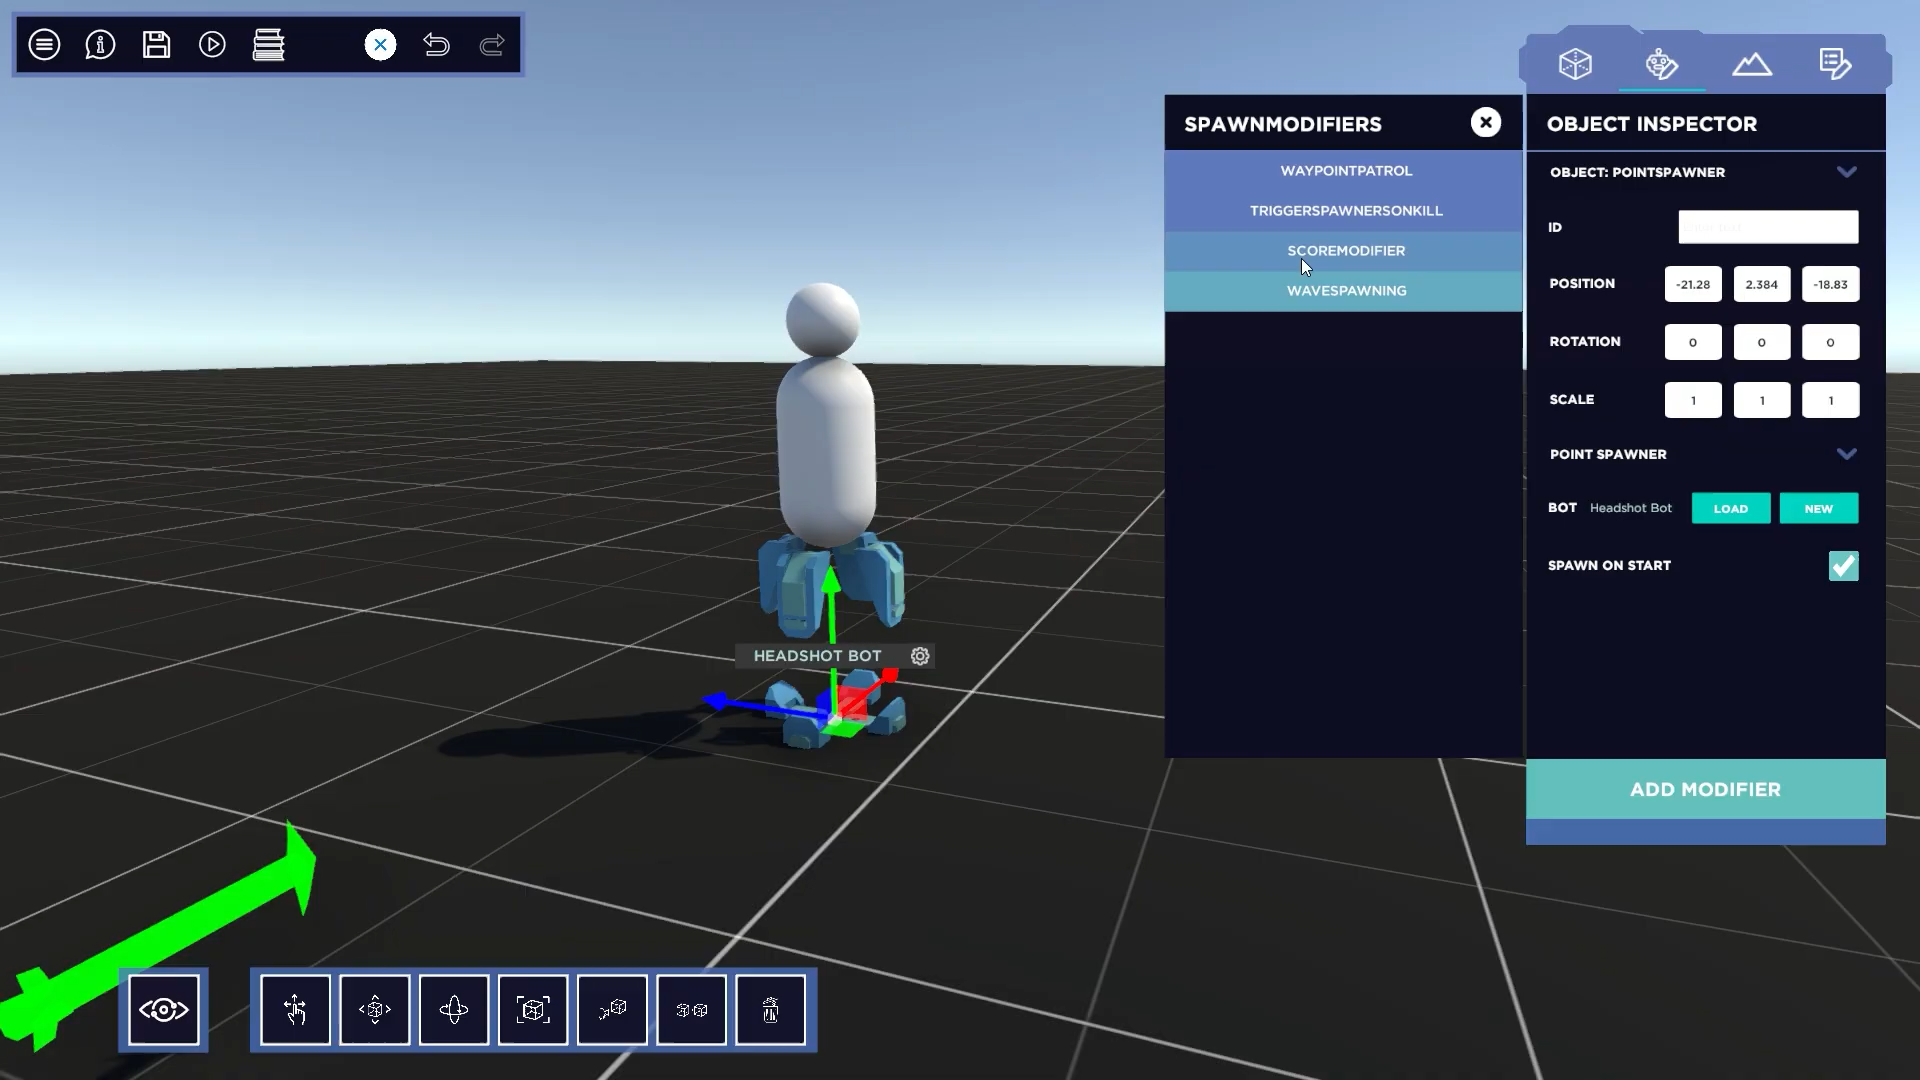 SPAWNMODIFIERS
WAYPOINTPATROL
TRIGGERSPAWNERSONKILL
SCOREMODIFIER
WAVESPAWNING
OBJECT INSPECTOR
OBJECT: POINTSPAWNER
ID
POSITION -21.28 2.384 -18.83
ROTATION 0 0 0
SCALE 1 1 1
POINT SPAWNER
BOT Headshot Bot LOAD NEW
SPAWN ON START
ADD MODIFIER
HEADSHOT BOT